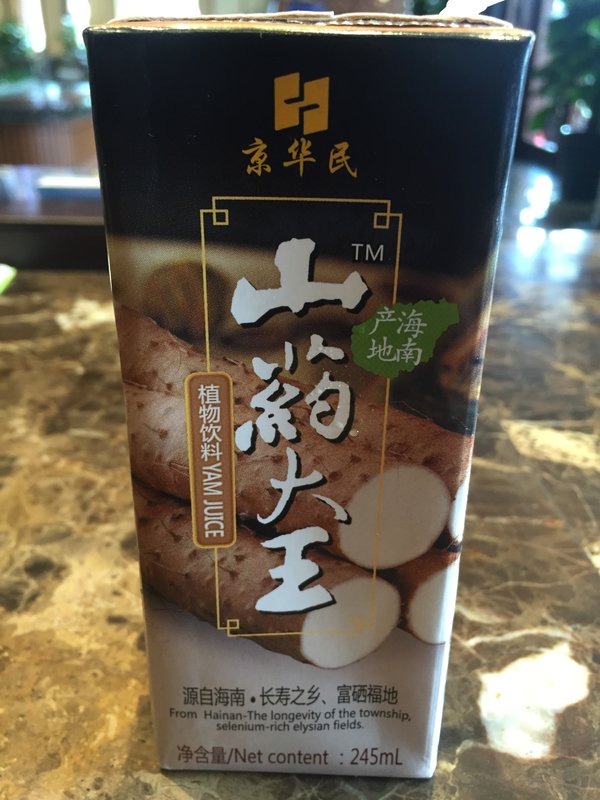 京华民
山药大王
TM
海南
产地
植物饮料 YAM JUICE
源自海南·长寿之乡、富硒福地
From Hainan-The longevity of the township,
selenium-rich elysian fields.
净含量/Net content : 245mL